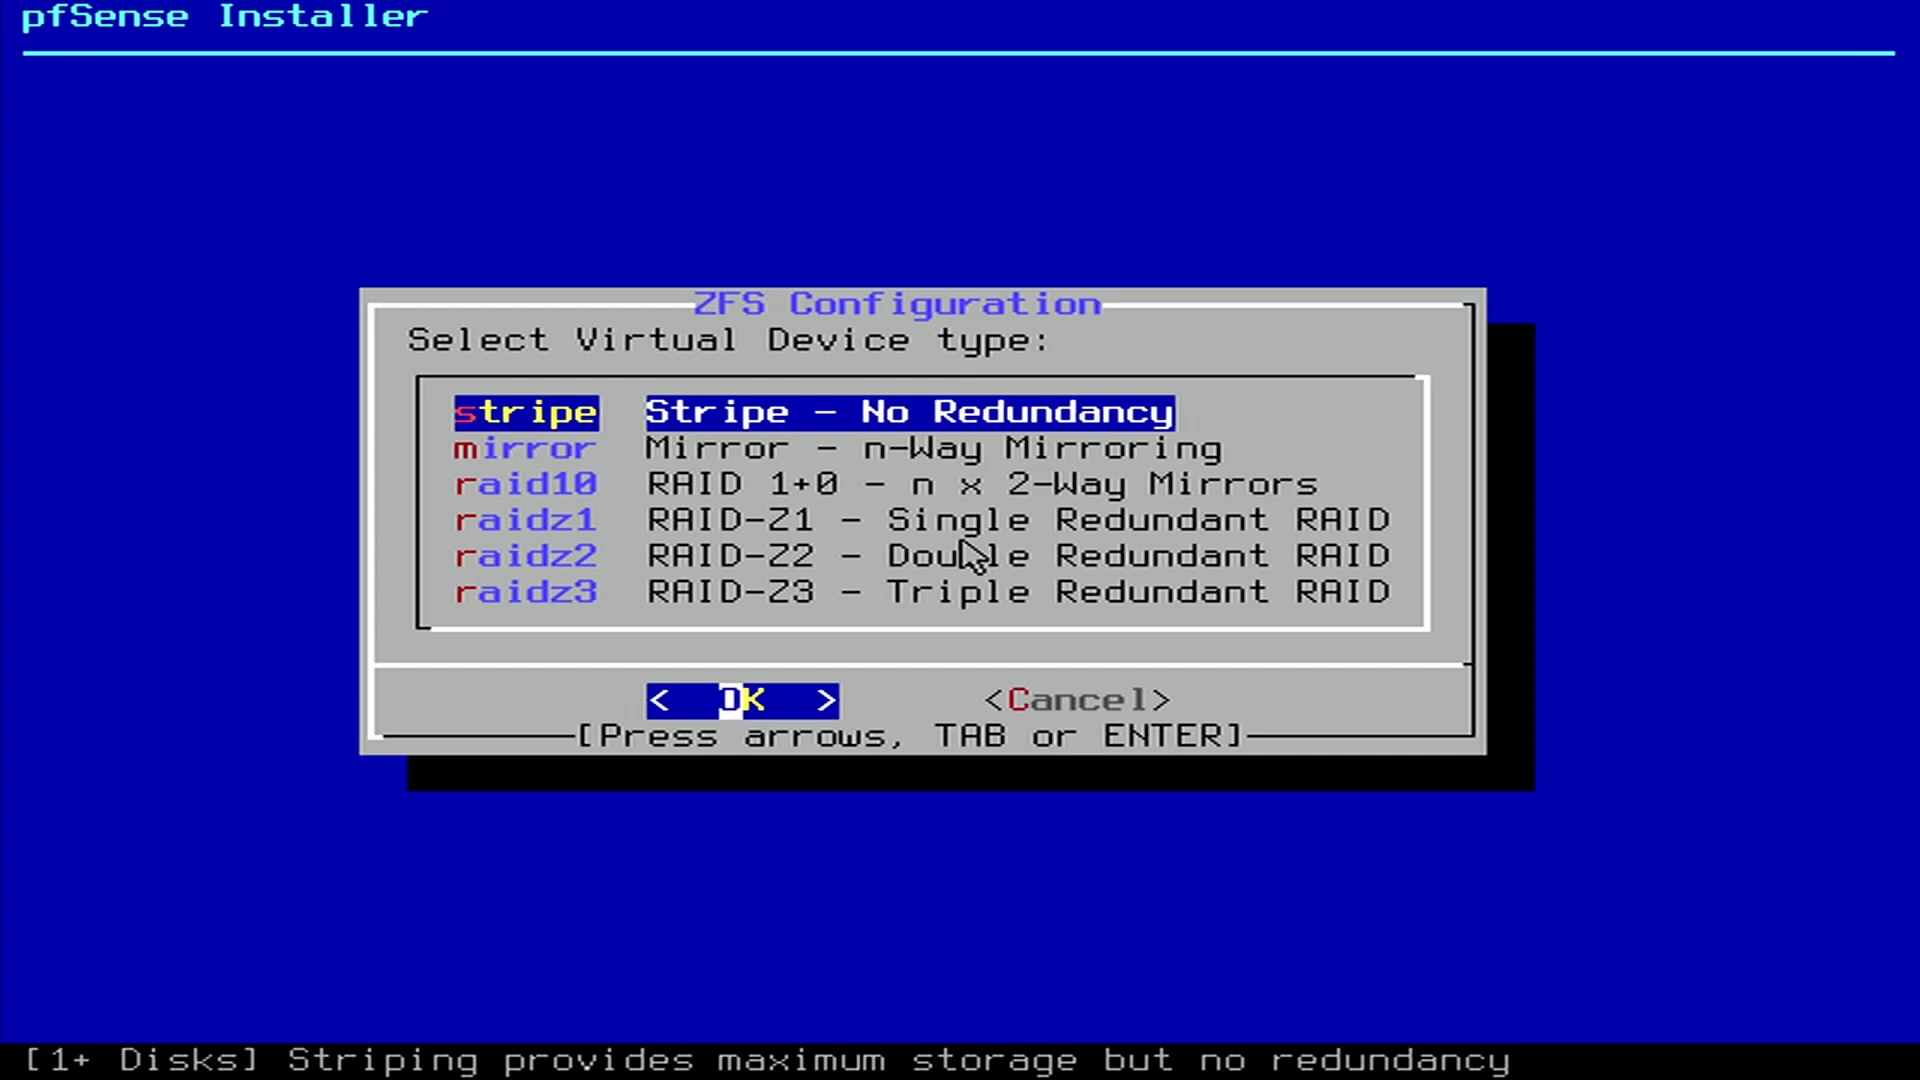 pfSense Installer
ZFS Configuration
Select Virtual Device type:
stripe Stripe - No Redundancy
mirror Mirror - n-Way Mirroring
raid10 RAID 1+0 - n x 2-Way Mirrors
raidz1 RAID-Z1 - Single Redundant RAID
raidz2 RAID-Z2 - Double Redundant RAID
raidz3 RAID-Z3 - Triple Redundant RAID
< OK > <Cancel>
[Press arrows, TAB or ENTER]
[1+ Disks] Striping provides maximum storage but no redundancy